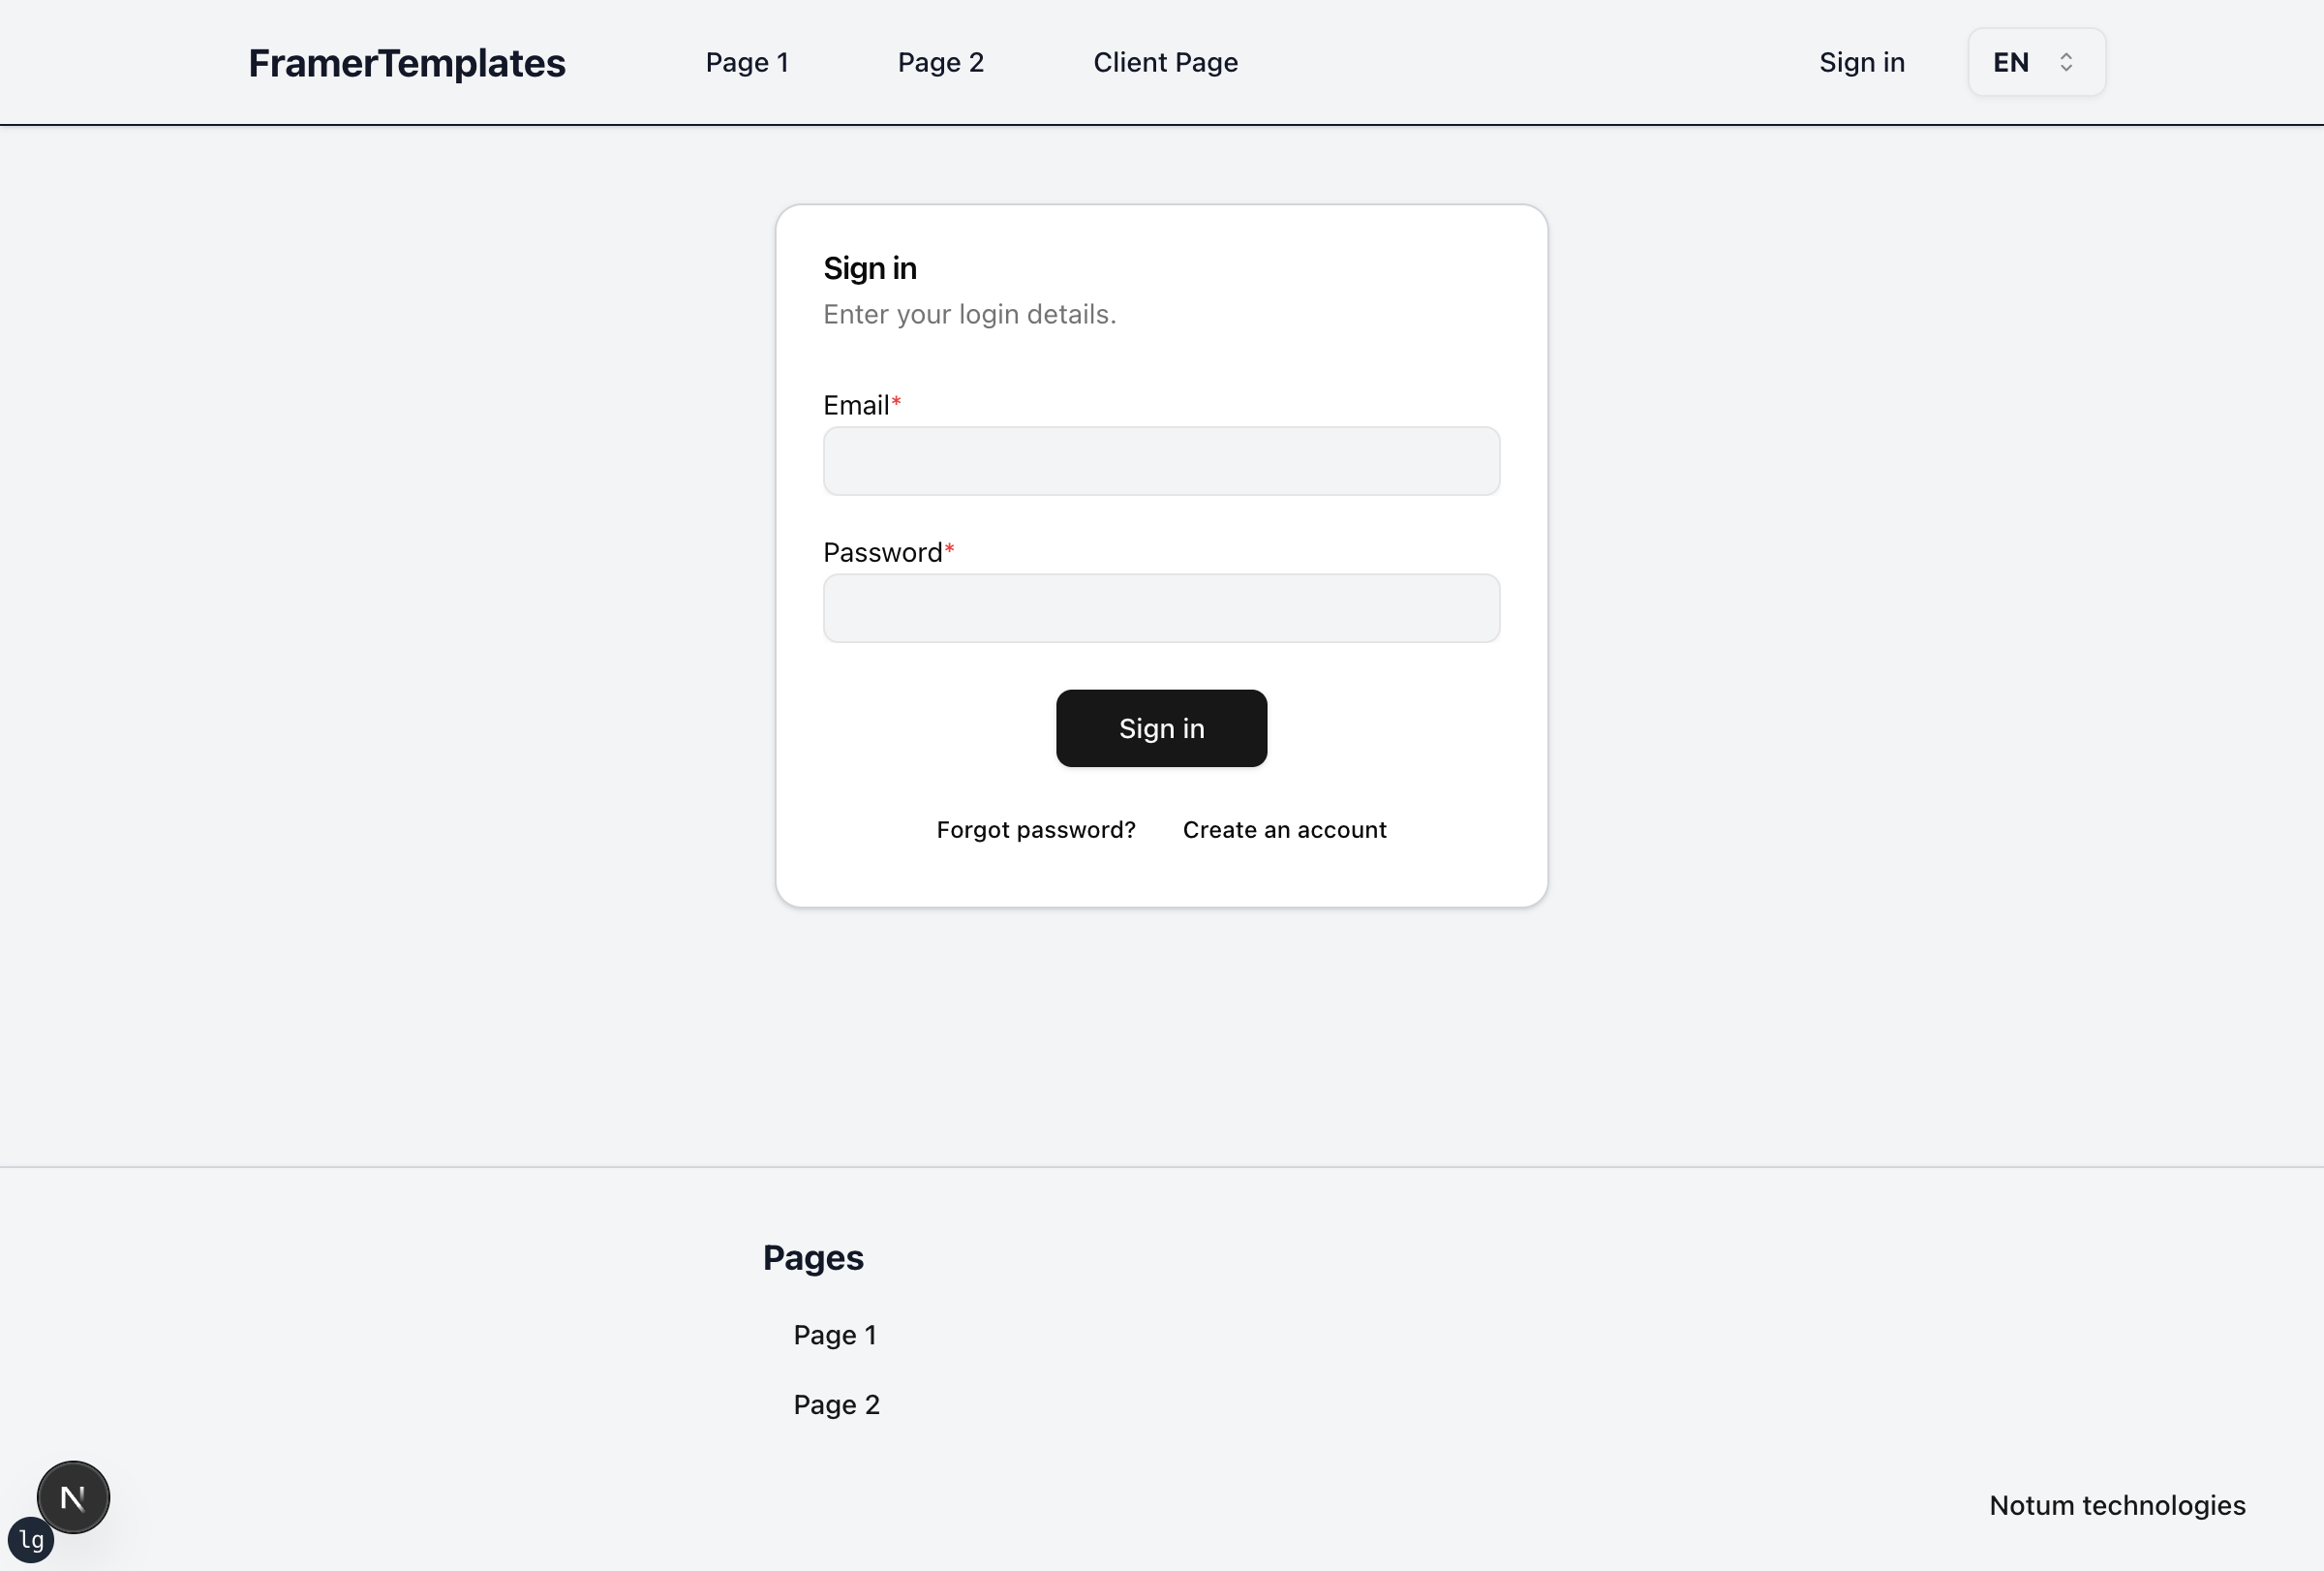 FramerTemplates Page 1 Page 2 Client Page Sign in EN
Sign in
Enter your login details.
Email*
Password*
Sign in
Forgot password? Create an account
Pages
Page 1
Page 2
N
Notum technologies
lg